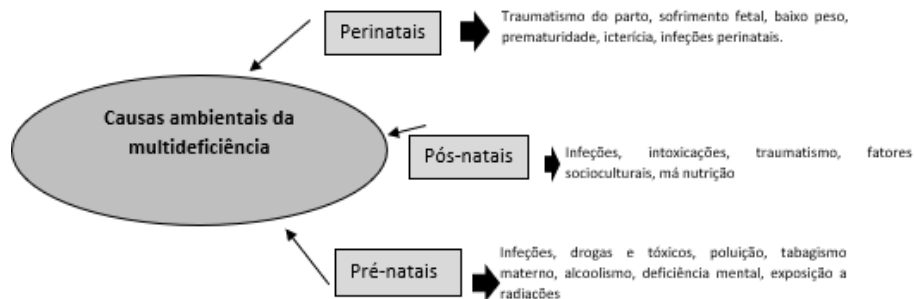 Perinatais
Traumatismo do parto, sofrimento fetal, baixo peso,
prematuridade, icterícia, infeções perinatais.
Causas ambientais da
multideficiência
Pós-natais
Infeções, intoxicações, traumatismo, fatores
socioculturais, má nutrição
Pré-natais
Infeções, drogas e tóxicos, poluição, tabagismo
materno, alcoolismo, deficiência mental, exposição a
radiações